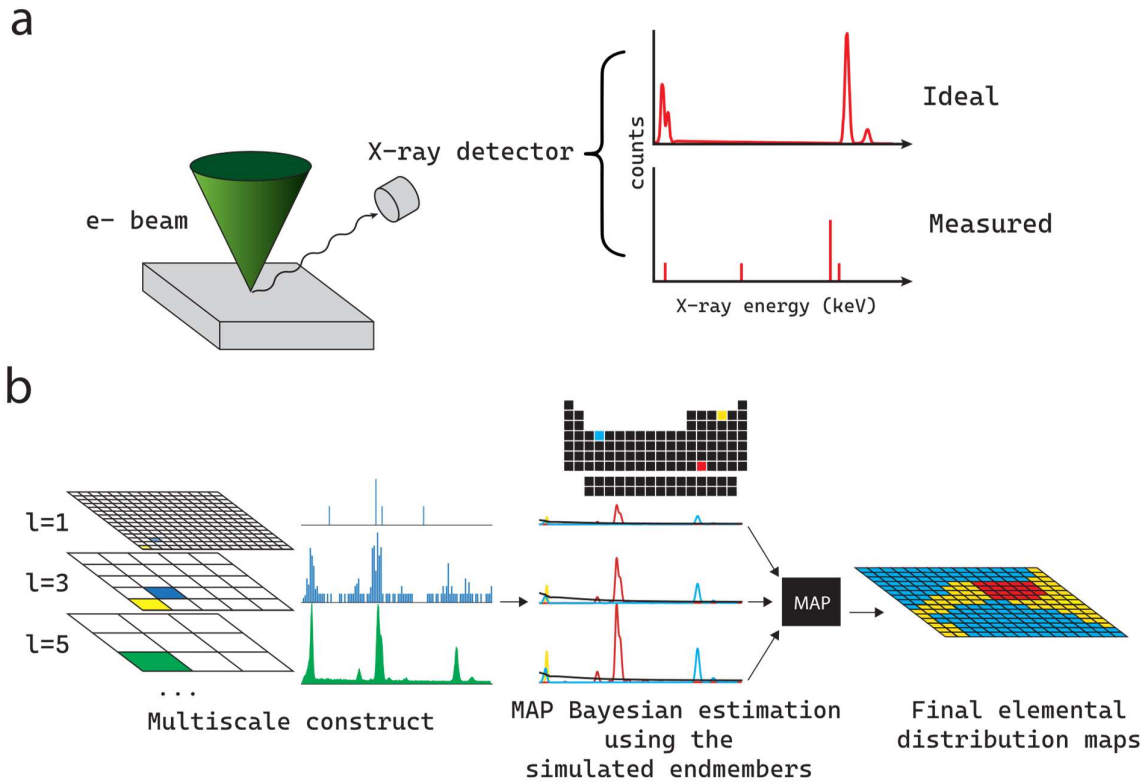 a
Ideal
X-ray detector
counts
e- beam
Measured
X-ray energy (keV)
b
l=1
l=3
l=5
...
MAP
Multiscale construct
MAP Bayesian estimation
using the
simulated endmembers
Final elemental
distribution maps